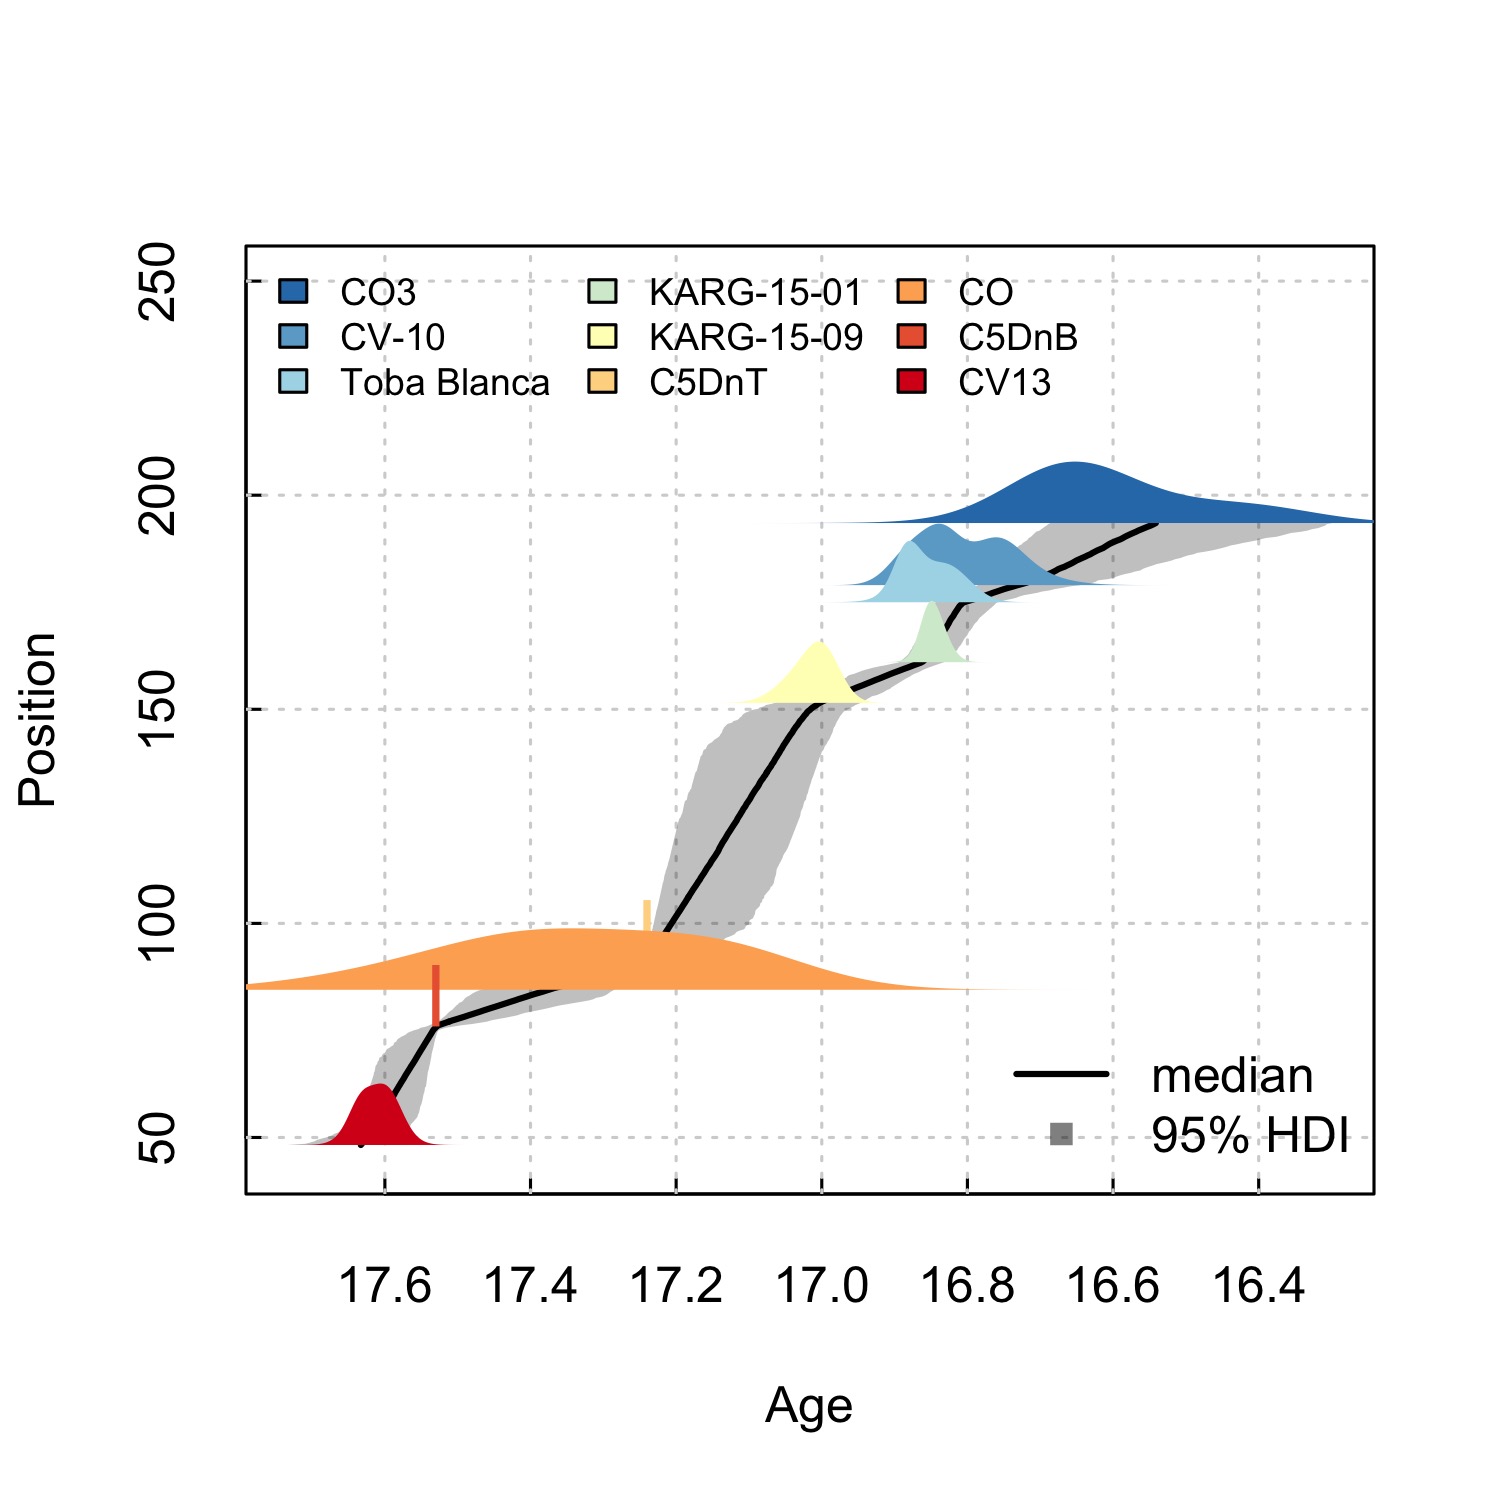 250
200
150
100
50
Position
CO3
KARG-15-01
CO
CV-10
KARG-15-09
C5DnB
Toba Blanca
C5DnT
CV13
median
95% HDI
17.6 17.4 17.2 17.0 16.8 16.6 16.4
Age